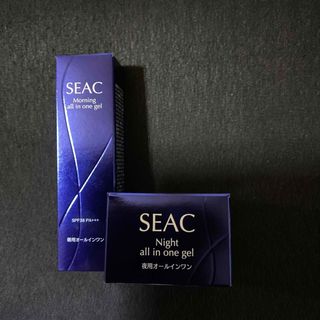 SEAC
Morning
all in one gel
SPF38 PA+++
朝用オールインワン
SEAC
Night
all in one gel
夜用オールインワン